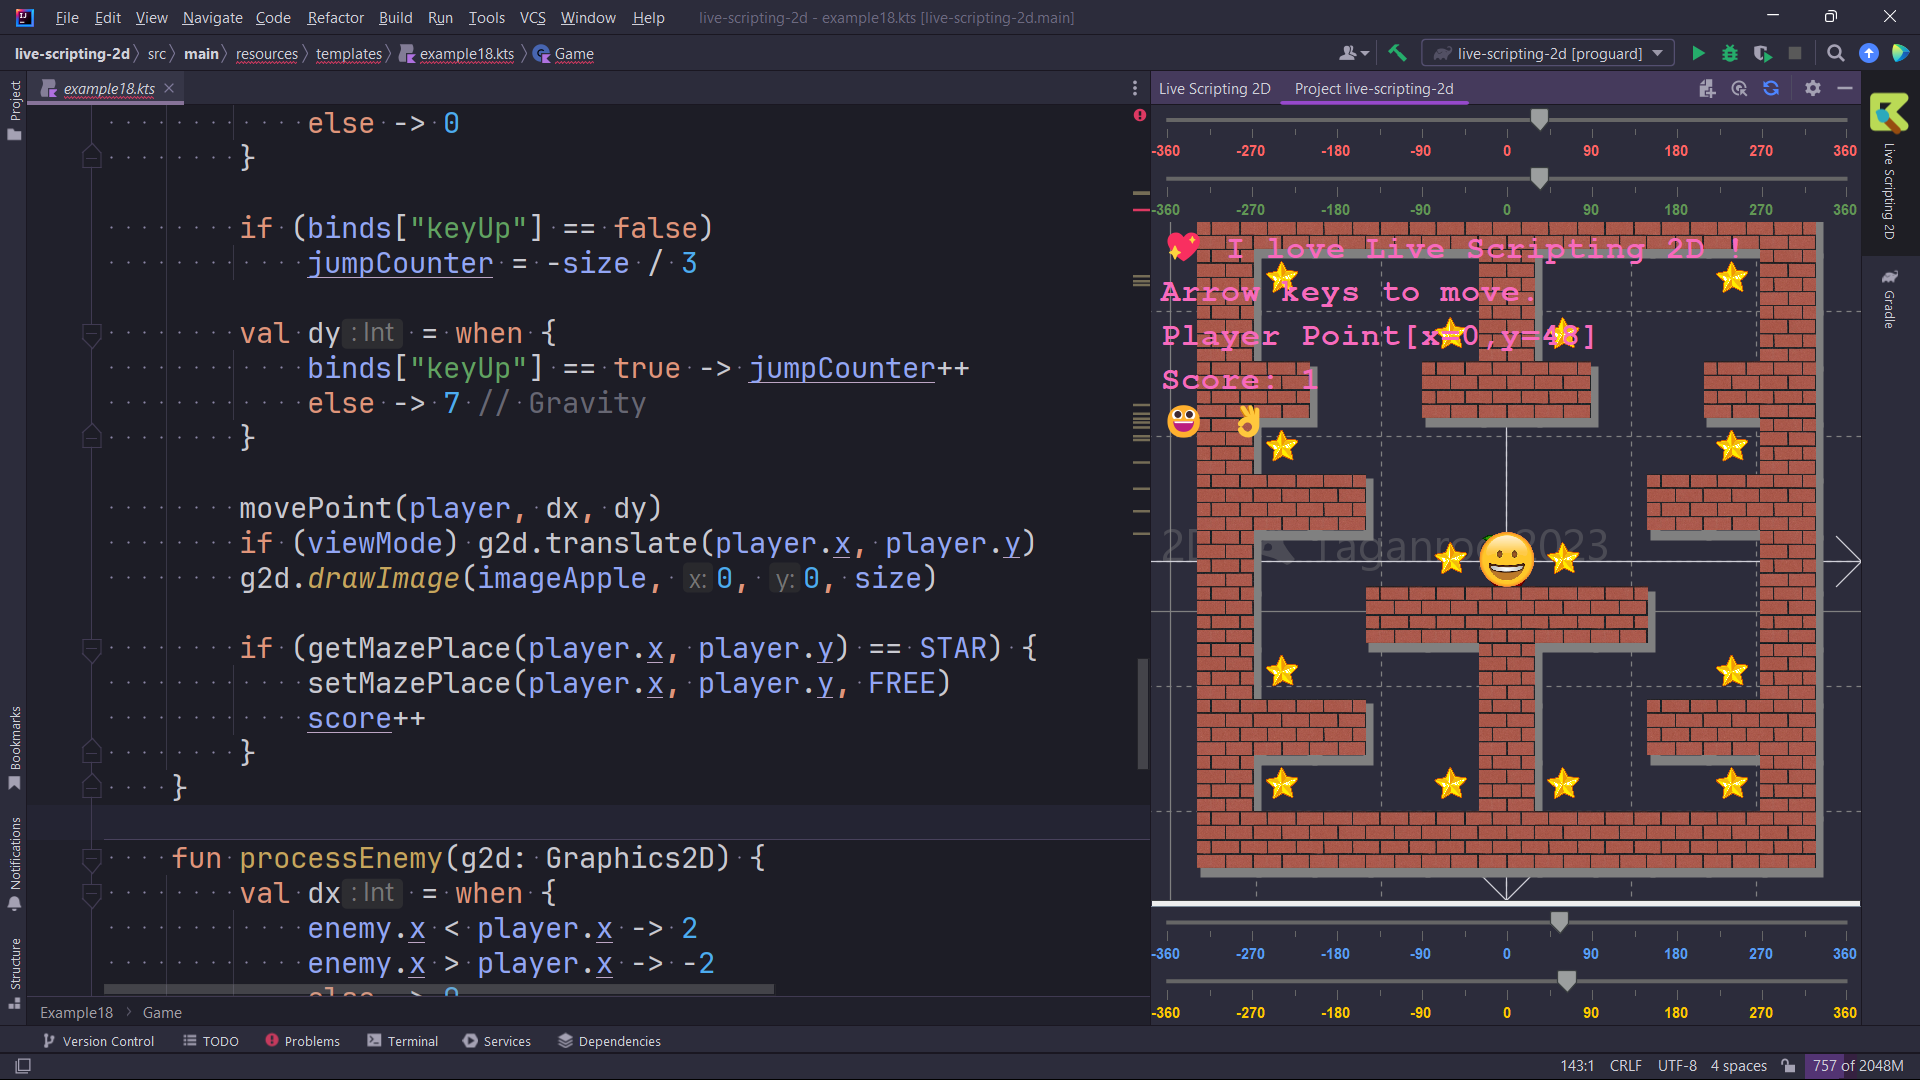 File Edit View Navigate Code Refactor Build Run Tools VCS Window Help live-scripting-2d - example18.kts [live-scripting-2d.main]
live-scripting-2d src main resources templates example18.kts Game
live-scripting-2d [proguard]
Project
example18.kts
else -> 0
}
if (binds["keyUp"] == false)
jumpCounter = -size / 3
val dy : Int = when {
binds["keyUp"] == true -> jumpCounter++
else -> 7 // Gravity
}
movePoint(player, dx, dy)
if (viewMode) g2d.translate(player.x, player.y)
g2d.drawImage(imageApple, x: 0, y: 0, size)
if (getMazePlace(player.x, player.y) == STAR) {
setMazePlace(player.x, player.y, FREE)
score++
}
}
fun processEnemy(g2d: Graphics2D) {
val dx : Int = when {
enemy.x < player.x -> 2
enemy.x > player.x -> -2
else -> 0
Example18 Game
Live Scripting 2D Project live-scripting-2d
-360 -270 -180 -90 0 90 180 270 360
-360 -270 -180 -90 0 90 180 270 360
💖 I love Live Scripting 2D !
Arrow keys to move.
Player Point[x=0,y=48]
Score: 1
2D Taganrog 2023
-360 -270 -180 -90 0 90 180 270 360
-360 -270 -180 -90 0 90 180 270 360
Live Scripting 2D
Gradle
Bookmarks
Notifications
Structure
Version Control TODO Problems Terminal Services Dependencies
143:1 CRLF UTF-8 4 spaces 757 of 2048M